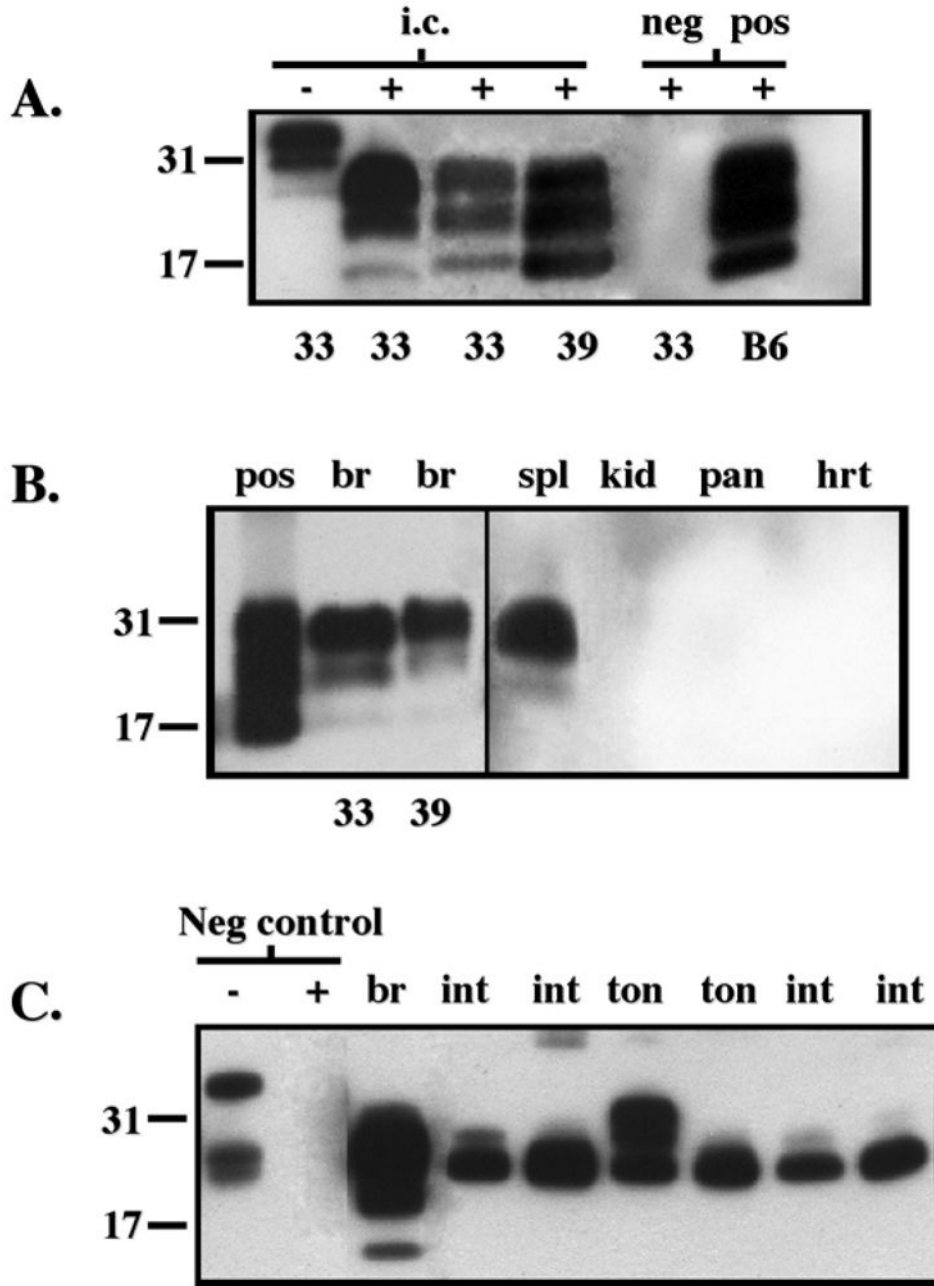 i.c. neg pos
A. - + + + + +
31
17
33 33 33 39 33 B6
B. pos br br spl kid pan hrt
31
17
33 39
Neg control
C. - + br int int ton ton int int
31
17